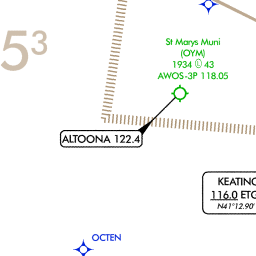 5³
St Marys Muni
(OYM)
1934 Ⓛ 43
AWOS-3P 118.05
ALTOONA 122.4
KEATING
116.0 ETG
N41°12.90'
OCTEN